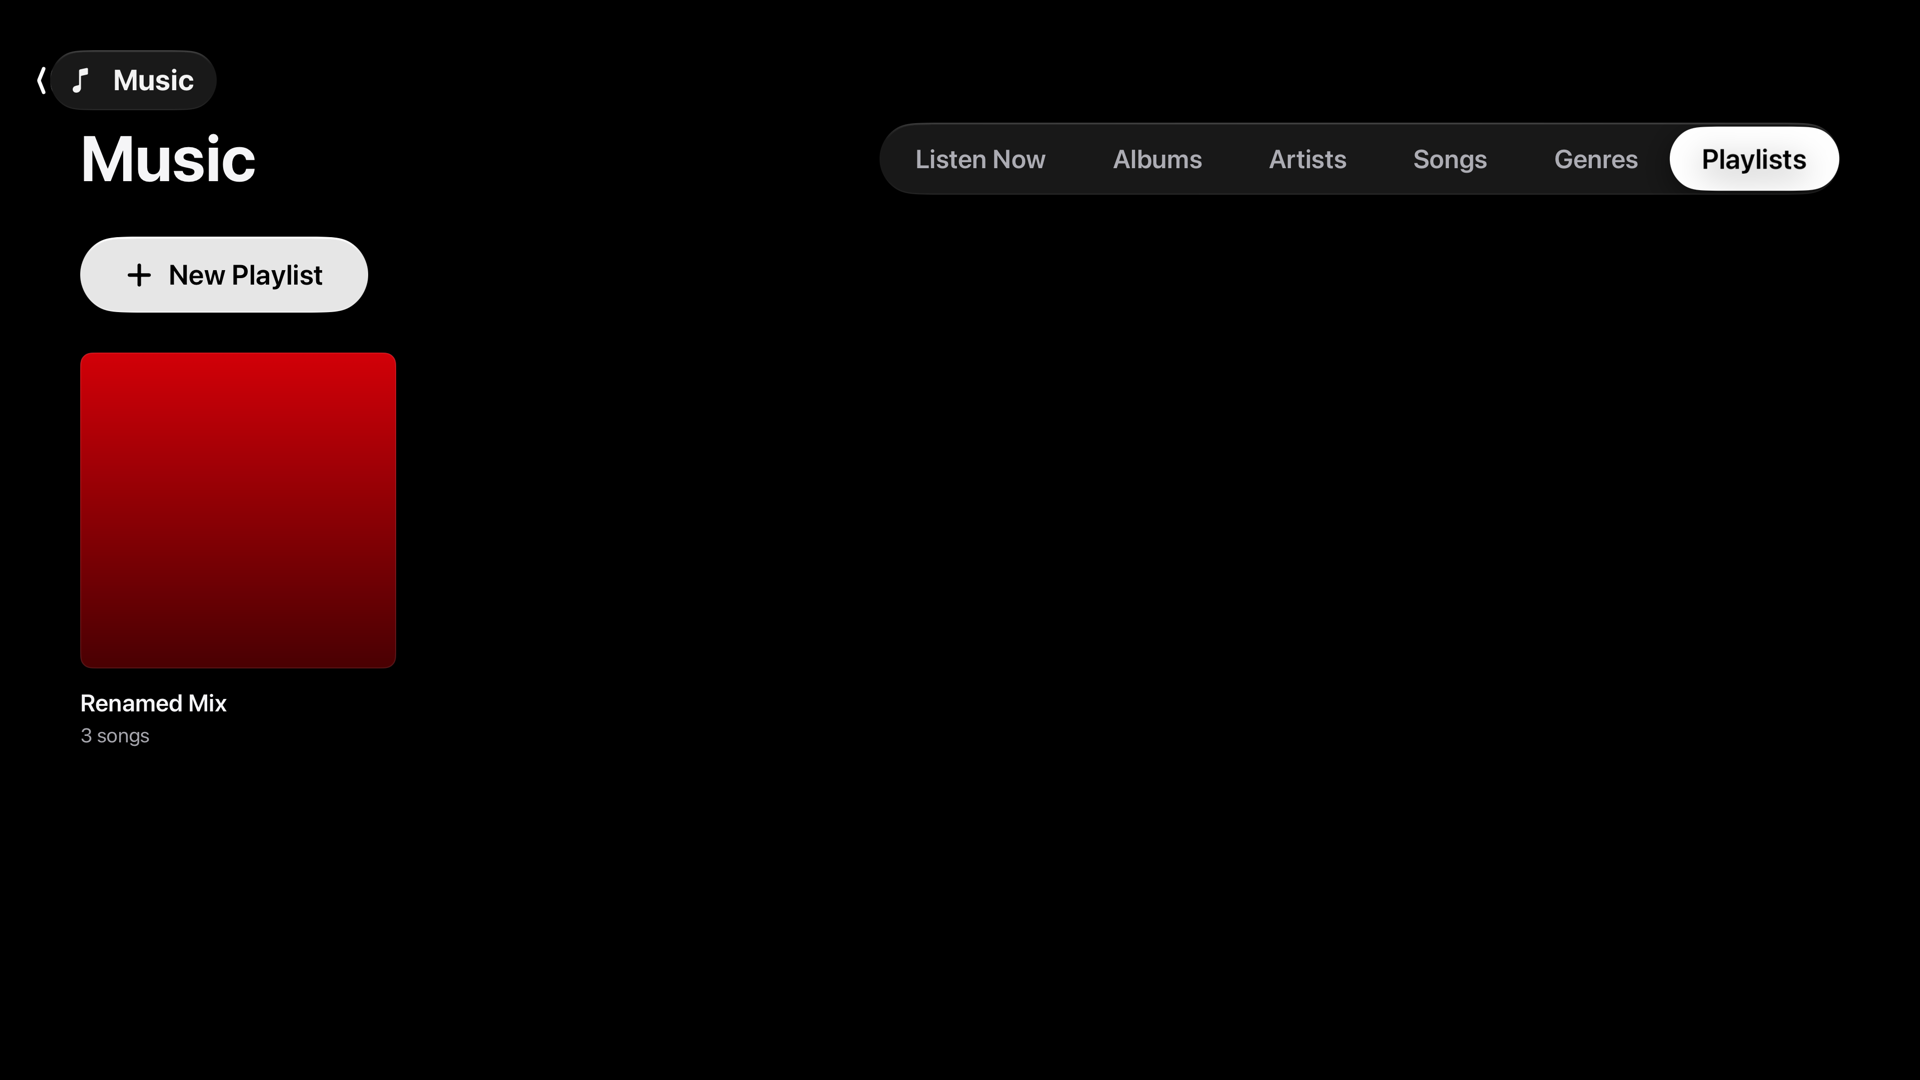 Music
Music
Listen Now Albums Artists Songs Genres Playlists
New Playlist
Renamed Mix
3 songs